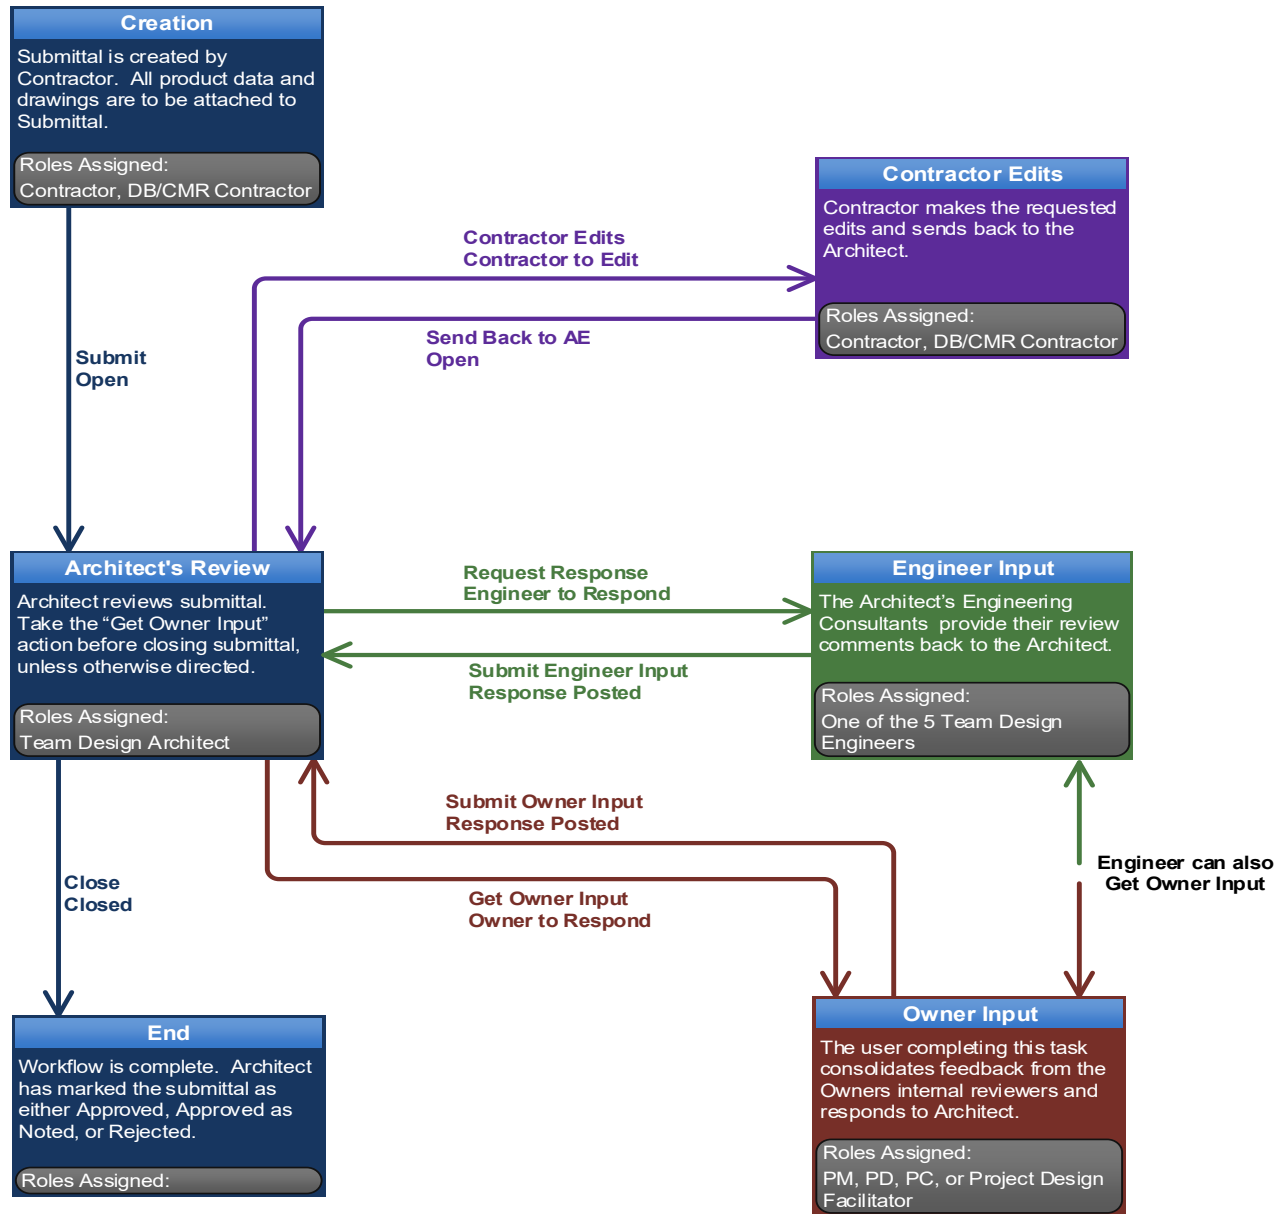 Creation
Submittal is created by
Contractor.  All product data and
drawings are to be attached to
Submittal.
Roles Assigned:
Contractor, DB/CMR Contractor
Contractor Edits
Contractor makes the requested
edits and sends back to the
Architect.
Roles Assigned:
Contractor, DB/CMR Contractor
Contractor Edits
Contractor to Edit
Send Back to AE
Open
Submit
Open
Architect's Review
Architect reviews submittal.
Take the “Get Owner Input”
action before closing submittal,
unless otherwise directed.
Roles Assigned:
Team Design Architect
Request Response
Engineer to Respond
Submit Engineer Input
Response Posted
Engineer Input
The Architect’s Engineering
Consultants  provide their review
comments back to the Architect.
Roles Assigned:
One of the 5 Team Design
Engineers
Submit Owner Input
Response Posted
Engineer can also
Get Owner Input
Close
Closed
Get Owner Input
Owner to Respond
End
Workflow is complete.  Architect
has marked the submittal as
either Approved, Approved as
Noted, or Rejected.
Roles Assigned:
Owner Input
The user completing this task
consolidates feedback from the
Owners internal reviewers and
responds to Architect.
Roles Assigned:
PM, PD, PC, or Project Design
Facilitator